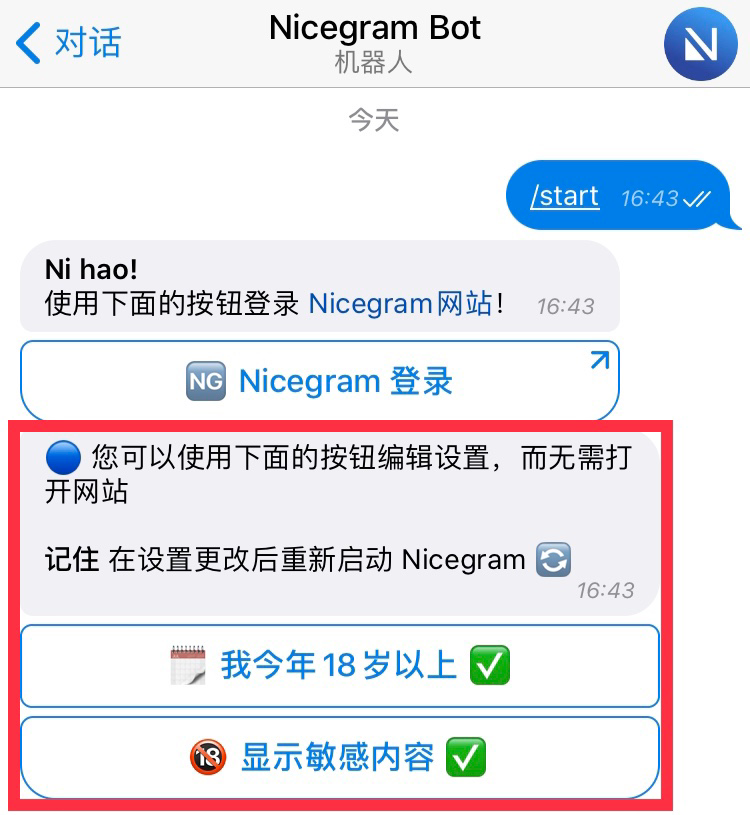 对话
Nicegram Bot
机器人
今天
/start 16:43
Ni hao!
使用下面的按钮登录 Nicegram网站! 16:43
NG Nicegram 登录
您可以使用下面的按钮编辑设置，而无需打
开网站
记住 在设置更改后重新启动 Nicegram
16:43
我今年18岁以上
18 显示敏感内容